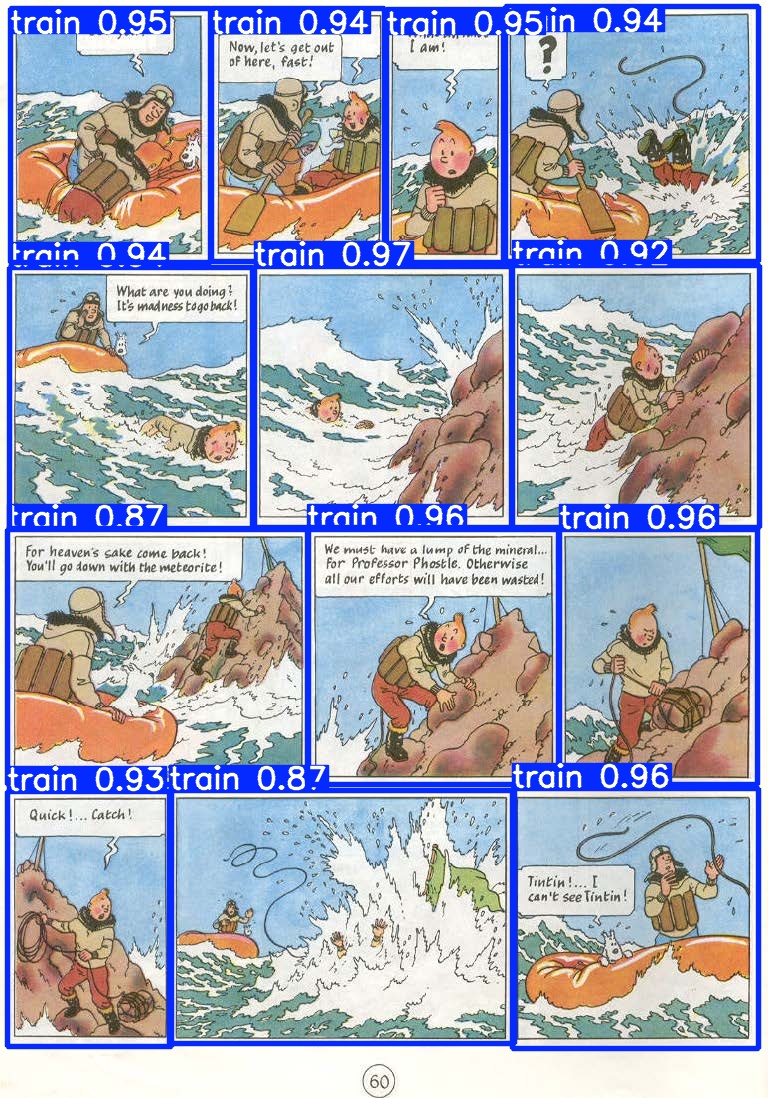 train 0.95
train 0.94
train 0.95
in 0.94
Now, let's get out
of here, fast!
I am!
?
train 0.94
train 0.97
train 0.92
What are you doing?
It's madness to go back!
train 0.87
train 0.96
train 0.96
For heaven's sake come back!
You'll go down with the meteorite!
We must have a lump of the mineral...
For Professor Phostle. Otherwise
all our efforts will have been wasted!
train 0.93
train 0.87
train 0.96
Quick!... Catch!
Tintin!... I
can't see Tintin!
60